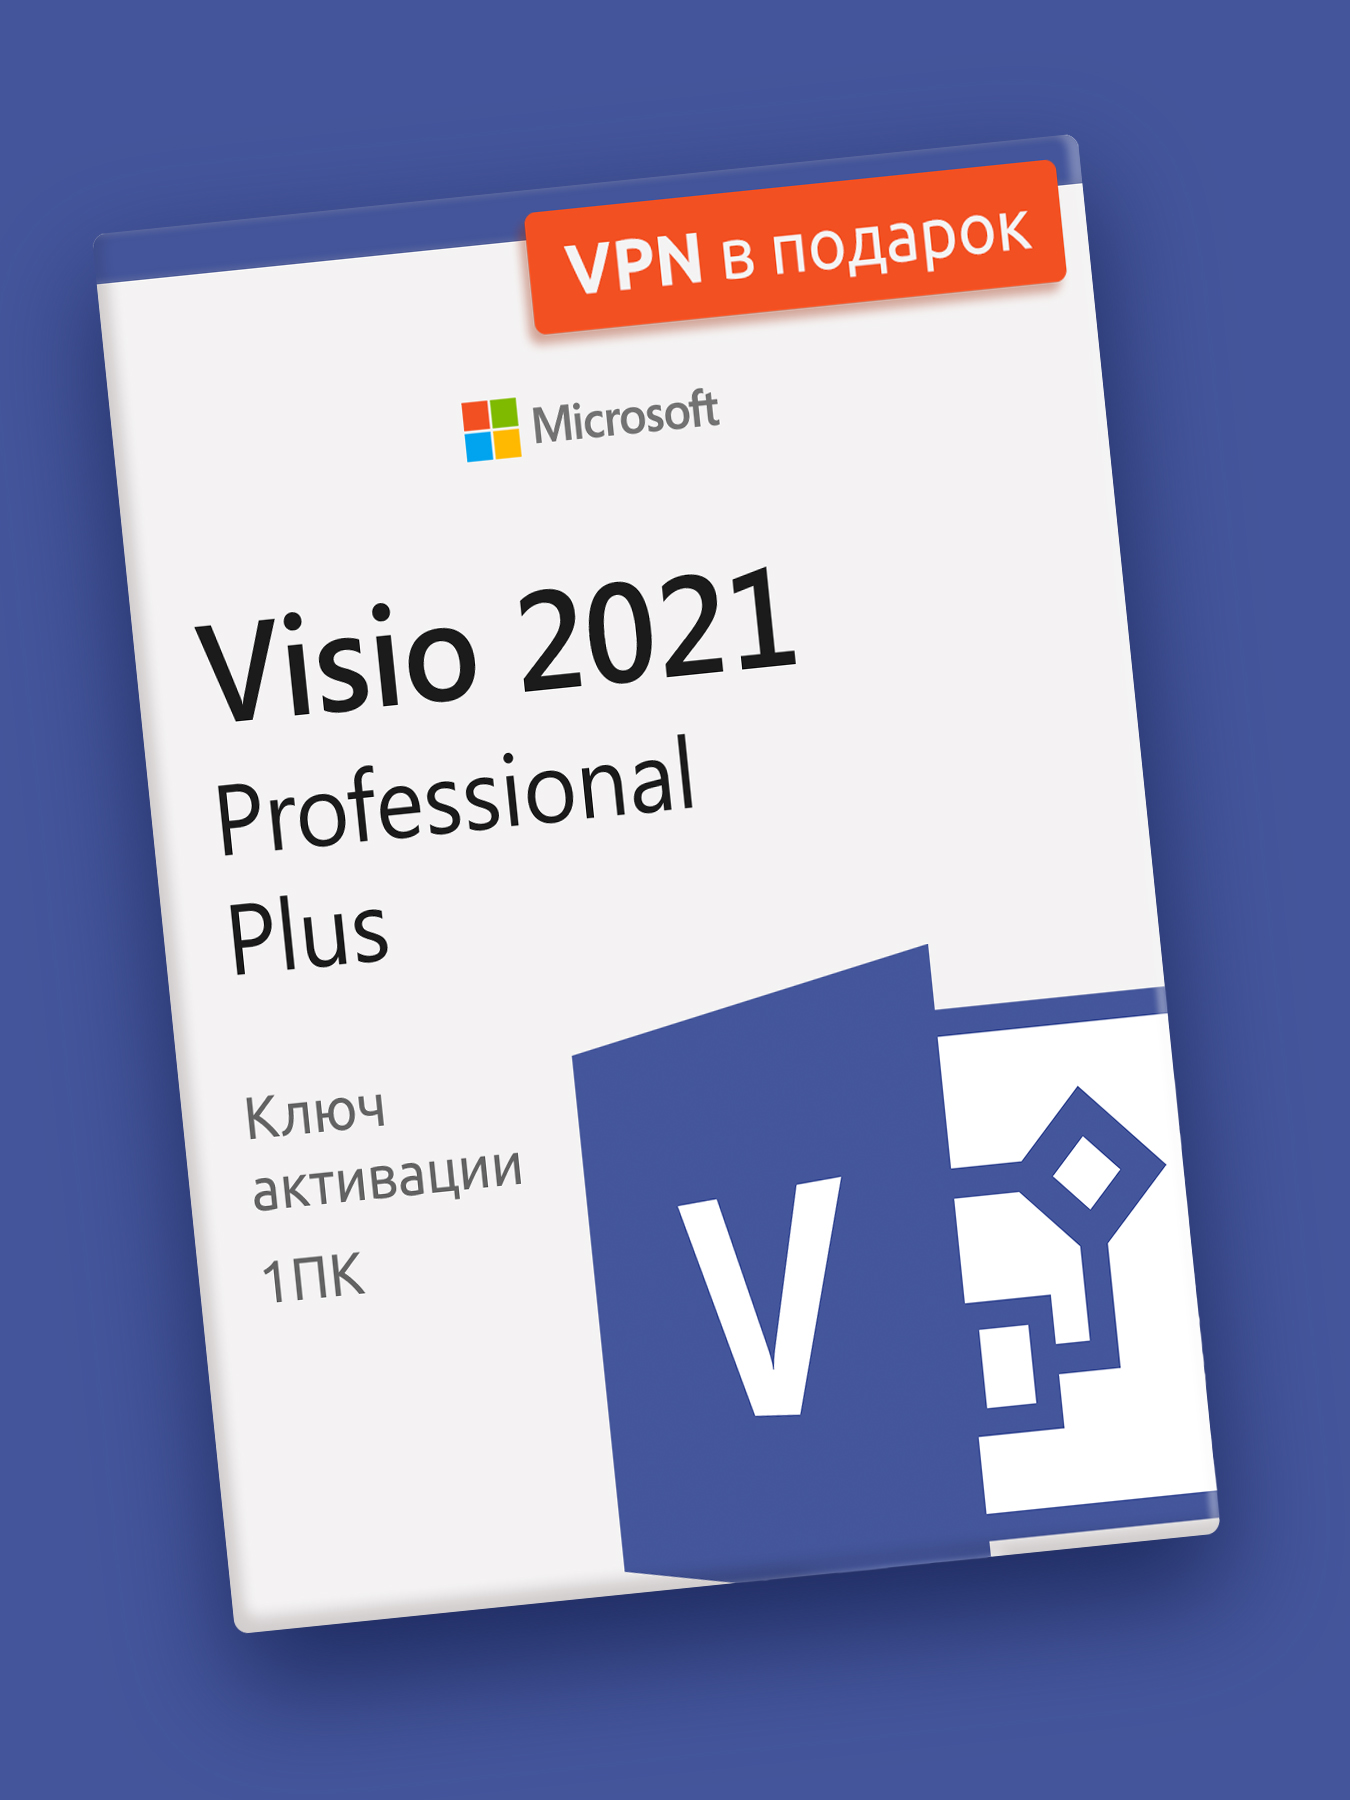 VPN в подарок
Microsoft
Visio 2021
Professional
Plus
Ключ
активации
1ПК
V